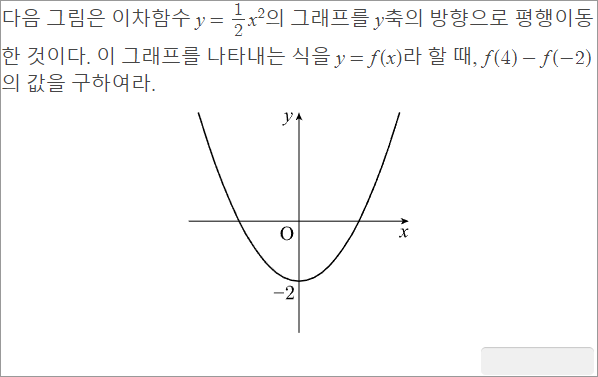 다음 그림은 이차함수 y = 1/2 x²의 그래프를 y축의 방향으로 평행이동
한 것이다. 이 그래프를 나타내는 식을 y = f(x)라 할 때, f(4) − f(−2)
의 값을 구하여라.
y
O
x
−2